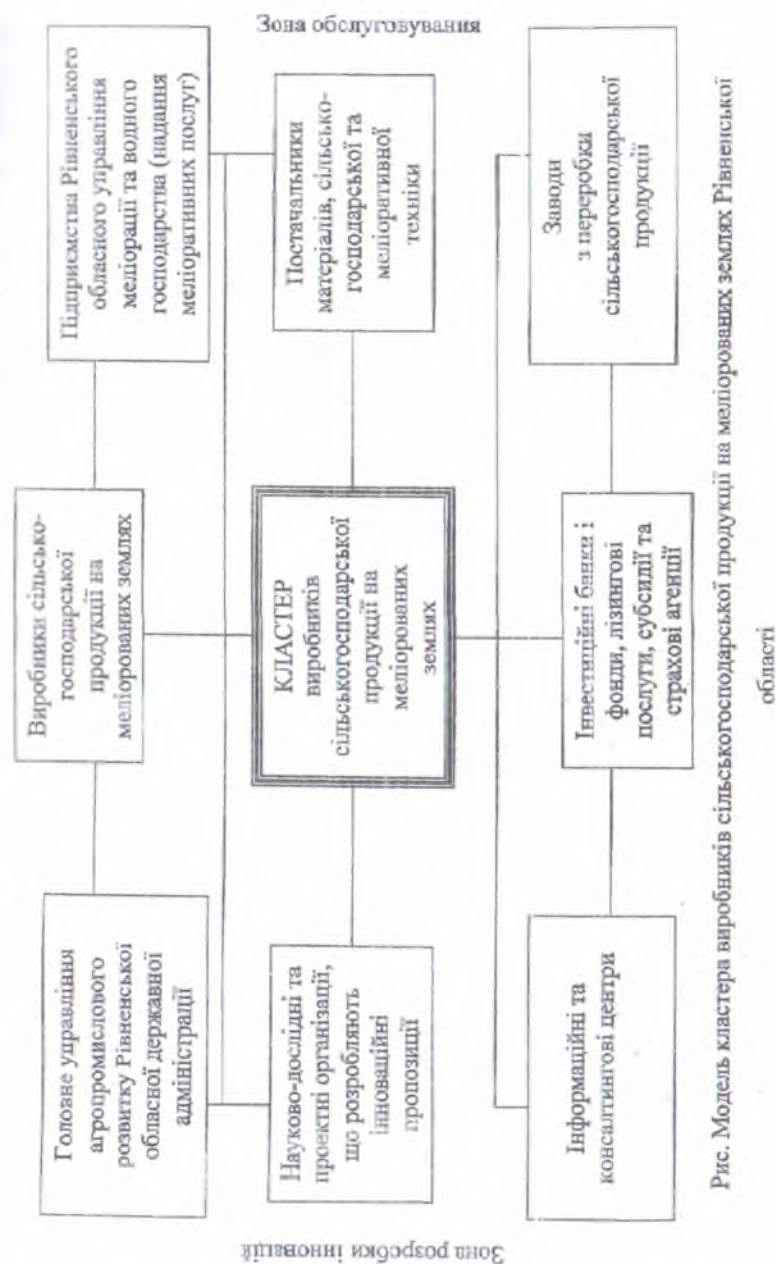 Зона обслуговування
Головне управління
агропромислового
розвитку Рівненської
обласної державної
адміністрації
Виробники сільсько-
господарської
продукції на
меліорованих землях
Підприємства Рівненського
обласного управління
меліорації та водного
господарства (надання
меліоративних послуг)
Науково-дослідні та
проектні організації,
що розробляють
інноваційні
пропозиції
КЛАСТЕР
виробників
сільськогосподарської
продукції на
меліорованих
землях
Постачальники
матеріалів, сільсько-
господарської та
меліоративної
техніки
Інформаційні та
консалтингові центри
Інвестиційні банки і
фонди, лізингові
послуги, субсидії та
страхові агенції
Заводи
з переробки
сільськогосподарської
продукції
Зона розробки інновацій
Рис. Модель кластера виробників сільськогосподарської продукції на меліорованих землях Рівненської
області